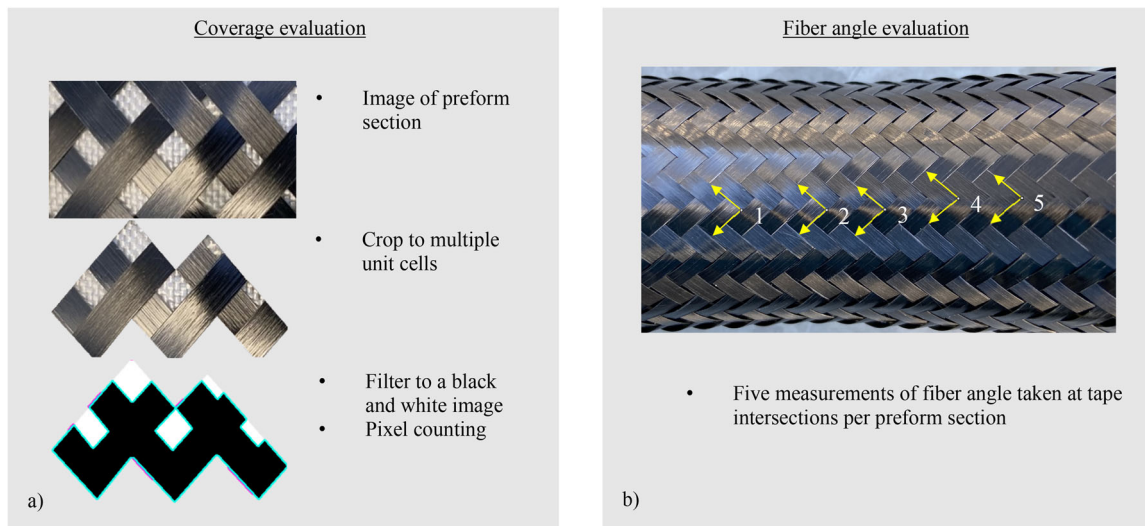 Coverage evaluation
• Image of preform
section
• Crop to multiple
unit cells
• Filter to a black
and white image
• Pixel counting
a)
Fiber angle evaluation
1 2 3 4 5
• Five measurements of fiber angle taken at tape
intersections per preform section
b)